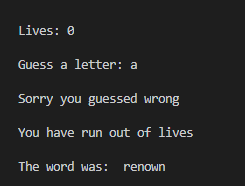 Lives: 0
Guess a letter: a
Sorry you guessed wrong
You have run out of lives
The word was:  renown